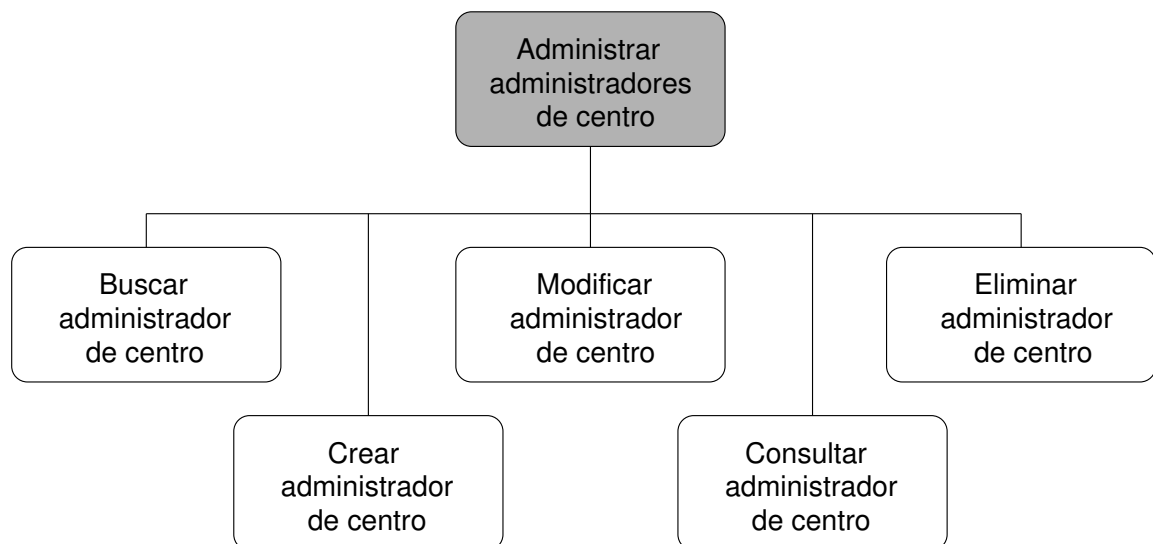 Administrar
administradores
de centro
Buscar
administrador
de centro
Modificar
administrador
de centro
Eliminar
administrador
de centro
Crear
administrador
de centro
Consultar
administrador
de centro